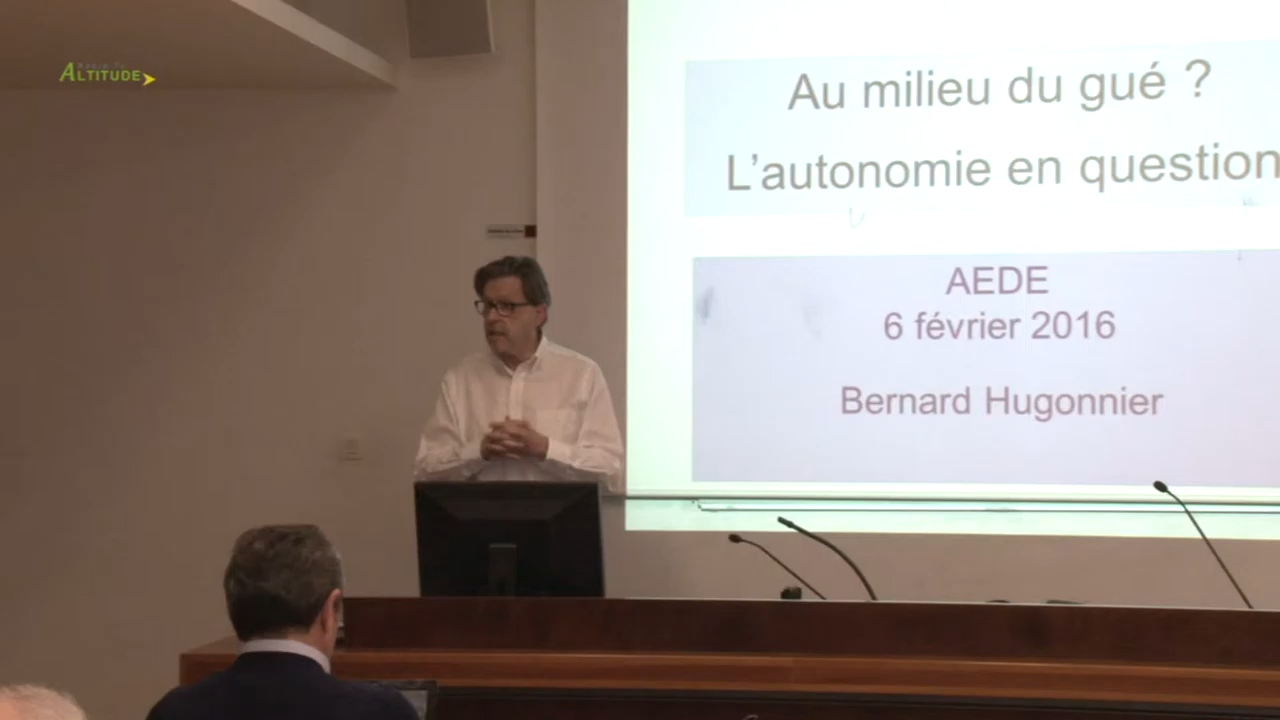 ALTITUDE
Au milieu du gué ?
L'autonomie en question
AEDE
6 février 2016
Bernard Hugonnier